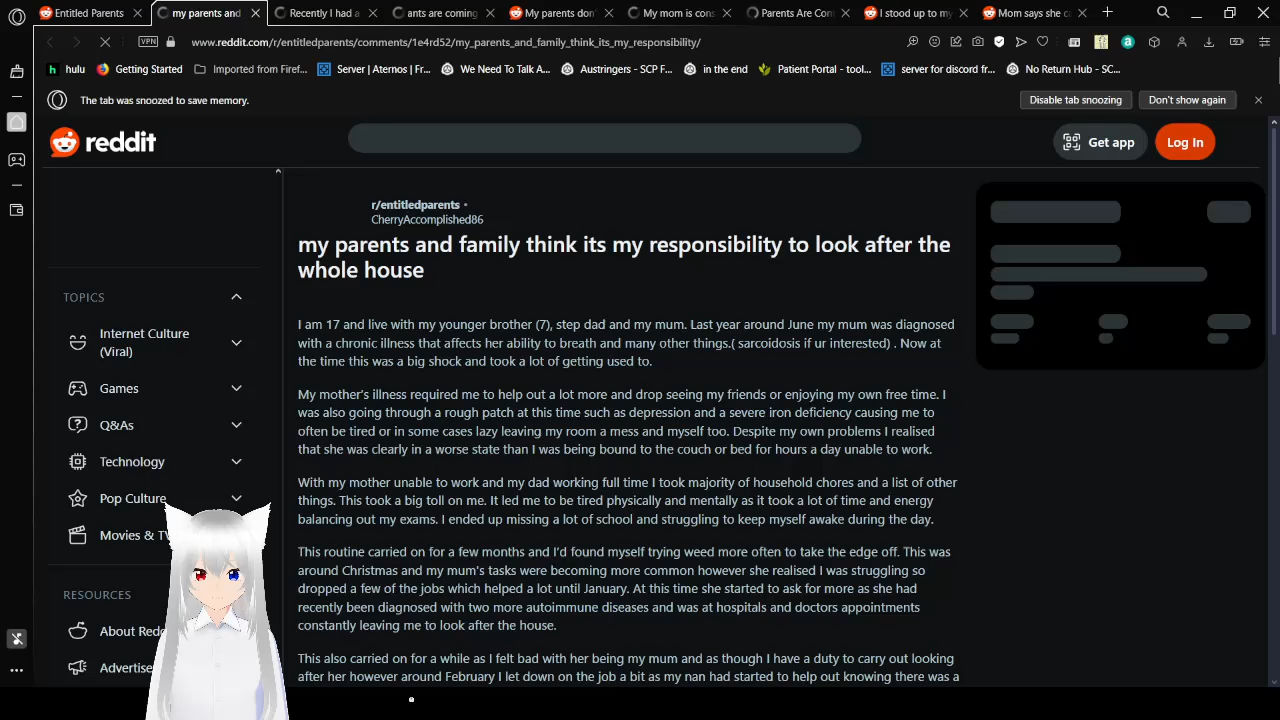 Entitled Parents
my parents and
Recently I had a
ants are coming
My parents don'
My mom is cons
Parents Are Con
I stood up to my
Mom says she ca
VPN
www.reddit.com/r/entitledparents/comments/1e4rd52/my_parents_and_family_think_its_my_responsibility/
hulu
Getting Started
Imported from Firef...
Server | Aternos | Fr...
We Need To Talk A...
Austringers - SCP F...
in the end
Patient Portal - tool...
server for discord fr...
No Return Hub - SC...
The tab was snoozed to save memory.
Disable tab snoozing
Don't show again
reddit
Get app
Log In
r/entitledparents •
CherryAccomplished86
my parents and family think its my responsibility to look after the
whole house
TOPICS
Internet Culture
(Viral)
Games
Q&As
Technology
Pop Culture
Movies & TV
RESOURCES
About Redd
Advertise
I am 17 and live with my younger brother (7), step dad and my mum. Last year around June my mum was diagnosed
with a chronic illness that affects her ability to breath and many other things.( sarcoidosis if ur interested) . Now at
the time this was a big shock and took a lot of getting used to.
My mother's illness required me to help out a lot more and drop seeing my friends or enjoying my own free time. I
was also going through a rough patch at this time such as depression and a severe iron deficiency causing me to
often be tired or in some cases lazy leaving my room a mess and myself too. Despite my own problems I realised
that she was clearly in a worse state than I was being bound to the couch or bed for hours a day unable to work.
With my mother unable to work and my dad working full time I took majority of household chores and a list of other
things. This took a big toll on me. It led me to be tired physically and mentally as it took a lot of time and energy
balancing out my exams. I ended up missing a lot of school and struggling to keep myself awake during the day.
This routine carried on for a few months and I'd found myself trying weed more often to take the edge off. This was
around Christmas and my mum's tasks were becoming more common however she realised I was struggling so
dropped a few of the jobs which helped a lot until January. At this time she started to ask for more as she had
recently been diagnosed with two more autoimmune diseases and was at hospitals and doctors appointments
constantly leaving me to look after the house.
This also carried on for a while as I felt bad with her being my mum and as though I have a duty to carry out looking
after her however around February I let down on the job a bit as my nan had started to help out knowing there was a